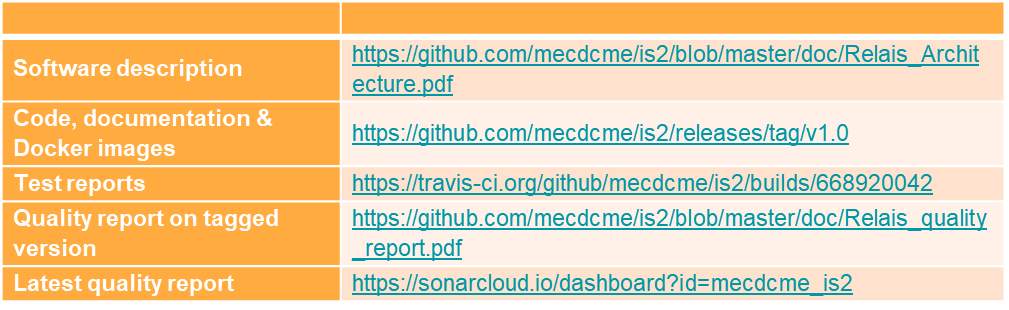 Software description
https://github.com/mecdcme/is2/blob/master/doc/Relais_Archit
ecture.pdf
Code, documentation &
Docker images
https://github.com/mecdcme/is2/releases/tag/v1.0
Test reports
https://travis-ci.org/github/mecdcme/is2/builds/668920042
Quality report on tagged
version
https://github.com/mecdcme/is2/blob/master/doc/Relais_quality
_report.pdf
Latest quality report
https://sonarcloud.io/dashboard?id=mecdcme_is2